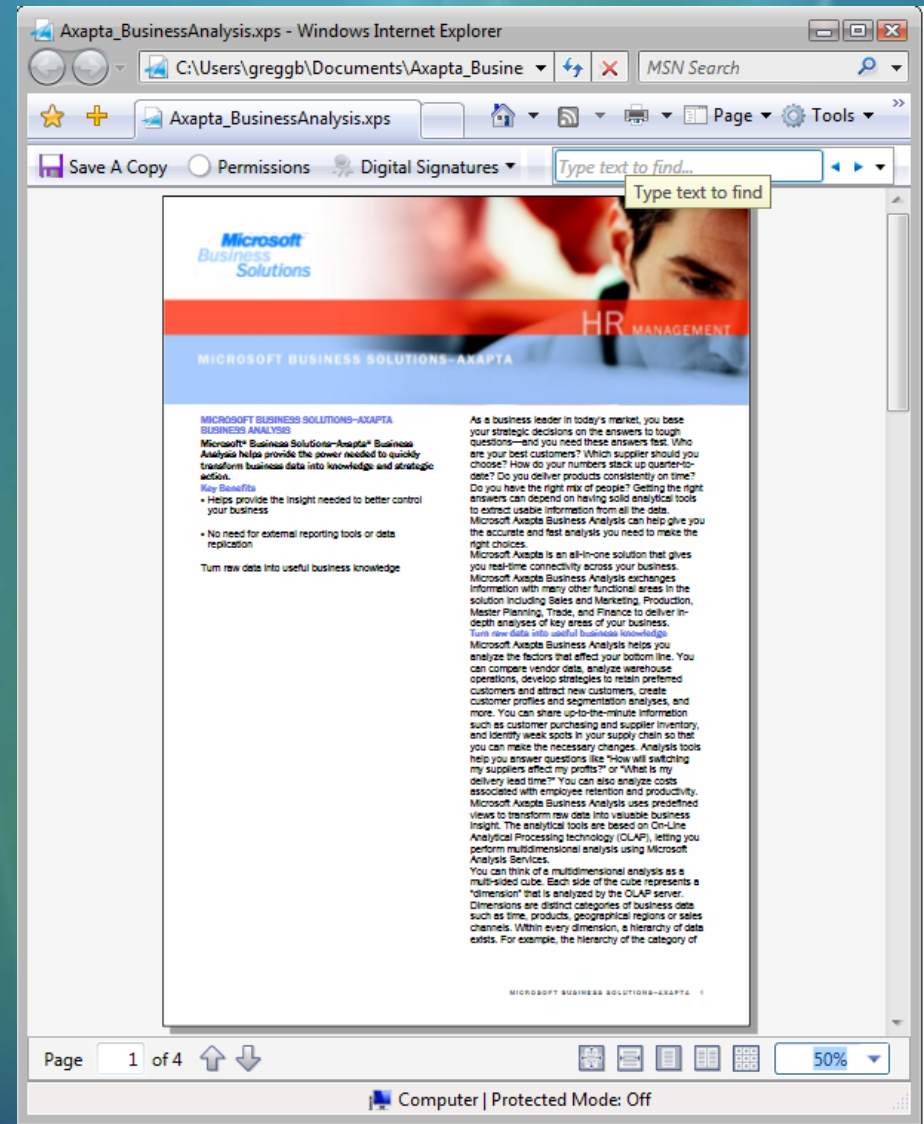 Axapta_BusinessAnalysis.xps - Windows Internet Explorer
C:\Users\greggb\Documents\Axapta_Busine
MSN Search
Axapta_BusinessAnalysis.xps
Page
Tools
Save A Copy
Permissions
Digital Signatures
Type text to find...
Type text to find
Microsoft
Business
Solutions
HR MANAGEMENT
MICROSOFT BUSINESS SOLUTIONS–AXAPTA
MICROSOFT BUSINESS SOLUTIONS–AXAPTA
BUSINESS ANALYSIS
Microsoft® Business Solutions–Axapta® Business
Analysis helps provide the power needed to quickly
transform business data into knowledge and strategic
action.
Key Benefits
• Helps provide the insight needed to better control
your business
• No need for external reporting tools or data
replication
Turn raw data into useful business knowledge
As a business leader in today's market, you base
your strategic decisions on the answers to tough
questions—and you need these answers fast. Who
are your best customers? Which supplier should you
choose? How do your numbers stack up quarter-to-
date? Do you deliver products consistently on time?
Do you have the right mix of people? Getting the right
answers can depend on having solid analytical tools
to extract usable information from all the data.
Microsoft Axapta Business Analysis can help give you
the accurate and fast analysis you need to make the
right choices.
Microsoft Axapta is an all-in-one solution that gives
you real-time connectivity across your business.
Microsoft Axapta Business Analysis exchanges
information with many other functional areas in the
solution including Sales and Marketing, Production,
Master Planning, Trade, and Finance to deliver in-
depth analyses of key areas of your business.
Turn raw data into useful business knowledge
Microsoft Axapta Business Analysis helps you
analyze the factors that affect your bottom line. You
can compare vendor data, analyze warehouse
operations, develop strategies to retain preferred
customers and attract new customers, create
customer profiles and segmentation analyses, and
more. You can share up-to-the-minute information
such as customer purchasing and supplier inventory,
and identify weak spots in your supply chain so that
you can make the necessary changes. Analysis tools
help you answer questions like "How will switching
my suppliers affect my profits?" or "What is my
delivery lead time?" You can also analyze costs
associated with employee retention and productivity.
Microsoft Axapta Business Analysis uses predefined
views to transform raw data into valuable business
insight. The analytical tools are based on On-Line
Analytical Processing technology (OLAP), letting you
perform multidimensional analysis using Microsoft
Analysis Services.
You can think of a multidimensional analysis as a
multi-sided cube. Each side of the cube represents a
"dimension" that is analyzed by the OLAP server.
Dimensions are distinct categories of business data
such as time, products, geographical regions or sales
channels. Within every dimension, a hierarchy of data
exists. For example, the hierarchy of the category of
MICROSOFT BUSINESS SOLUTIONS–AXAPTA 1
Page 1 of 4
50%
Computer | Protected Mode: Off